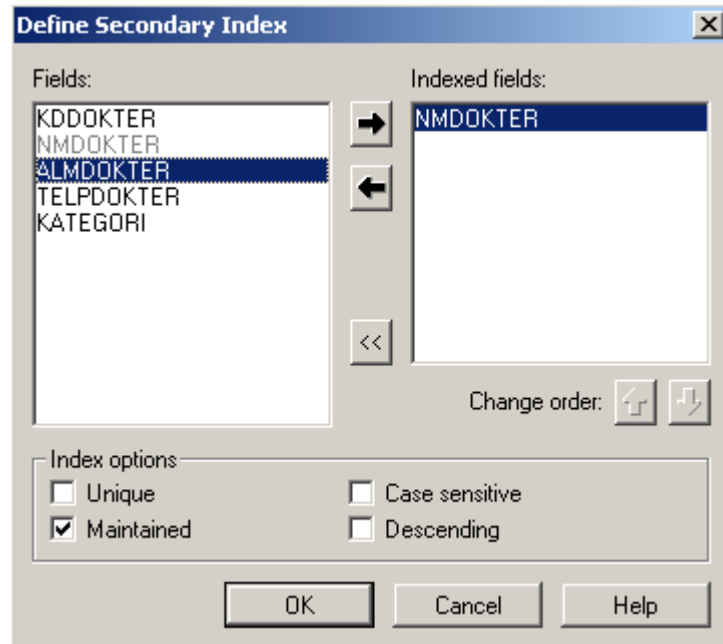 Define Secondary Index
Fields:
KDDOKTER
NMDOKTER
ALMDOKTER
TELPDOKTER
KATEGORI
<<
Indexed fields:
NMDOKTER
Change order:
Index options
Unique
Case sensitive
Maintained
Descending
OK
Cancel
Help